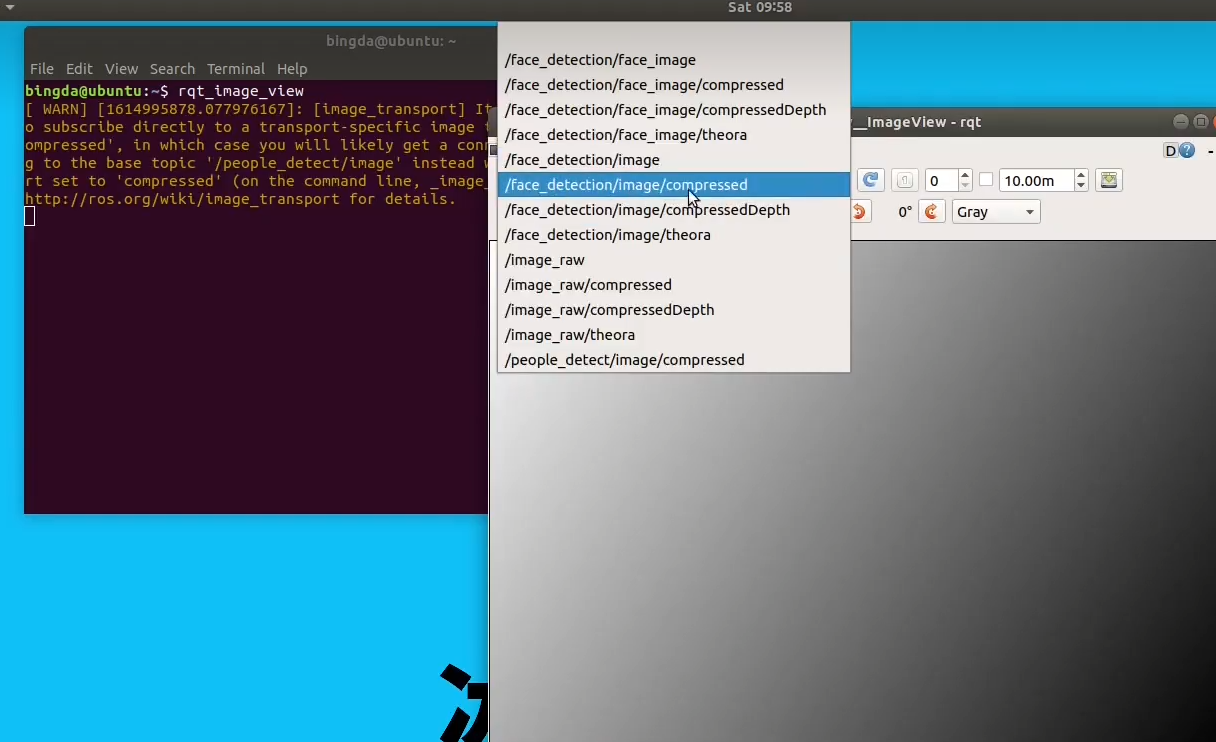 Sat 09:58
bingda@ubuntu: ~
File Edit View Search Terminal Help
bingda@ubuntu:~$ rqt_image_view
[ WARN] [1614995878.077976167]: [image_transport] It
o subscribe directly to a transport-specific image
ompressed', in which case you will likely get a con
g to the base topic '/people_detect/image' instead
rt set to 'compressed' (on the command line, _image_
http://ros.org/wiki/image_transport for details.
/face_detection/face_image
/face_detection/face_image/compressed
/face_detection/face_image/compressedDepth
/face_detection/face_image/theora
/face_detection/image
/face_detection/image/compressed
/face_detection/image/compressedDepth
/face_detection/image/theora
/image_raw
/image_raw/compressed
/image_raw/compressedDepth
/image_raw/theora
/people_detect/image/compressed
__ImageView - rqt
D ? -
0 10.00m
0° Gray